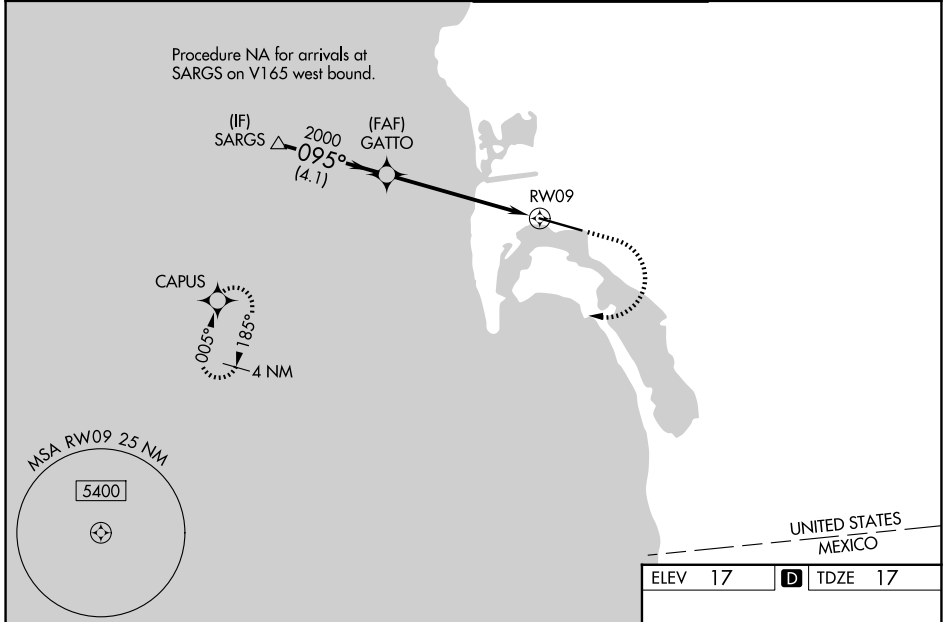 Procedure NA for arrivals at
SARGS on V165 west bound.
(IF)
SARGS
2000
095°
(4.1)
(FAF)
GATTO
RW09
CAPUS
005°
185°
4 NM
MSA RW09 25 NM
5400
UNITED STATES
MEXICO
ELEV 17 D TDZE 17